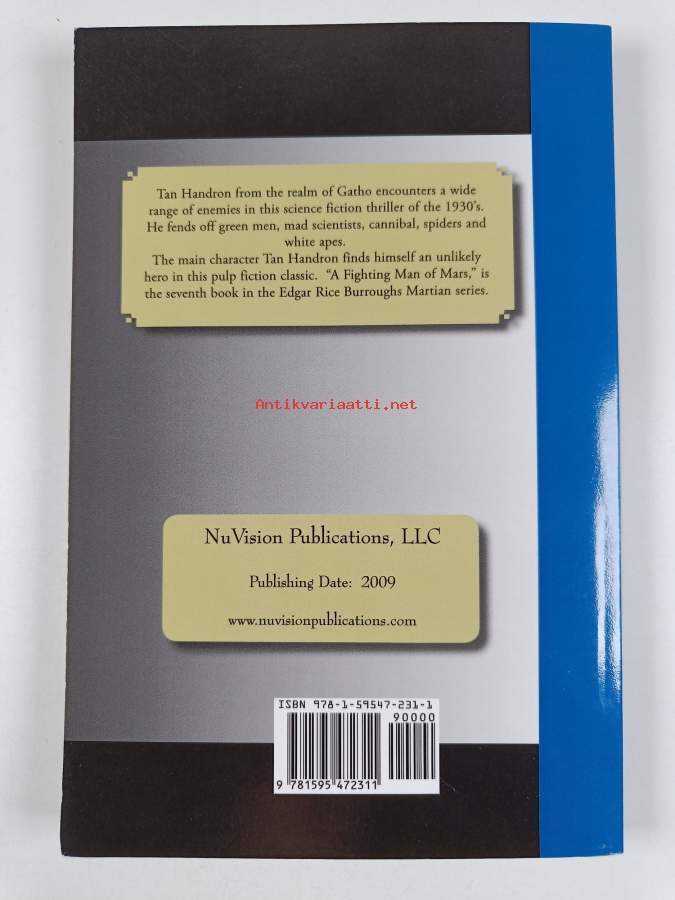 Tan Handron from the realm of Gatho encounters a wide
range of enemies in this science fiction thriller of the 1930's.
He fends off green men, mad scientists, cannibal, spiders and
white apes.
The main character Tan Handron finds himself an unlikely
hero in this pulp fiction classic. “A Fighting Man of Mars,” is
the seventh book in the Edgar Rice Burroughs Martian series.
Antikvariaatti.net
NuVision Publications, LLC
Publishing Date: 2009
www.nuvisionpublications.com
ISBN 978-1-59547-231-1
90000
9 781595 472311